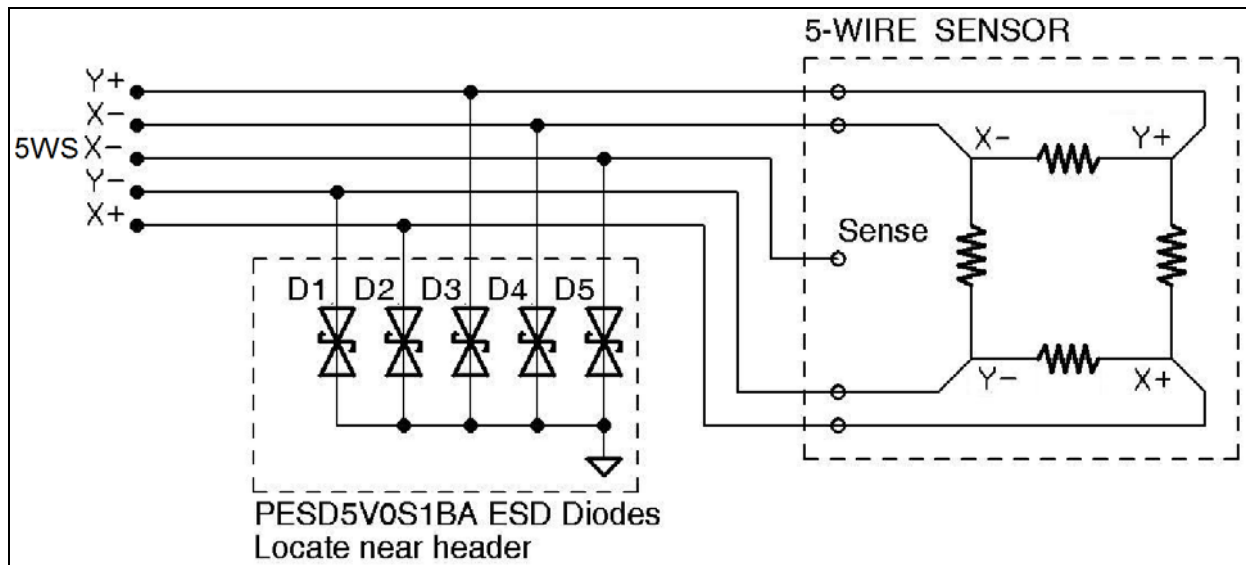 5-WIRE SENSOR
Y+
X-
5WS X-
Y-
X+
X- Y+
Sense
Y- X+
D1 D2 D3 D4 D5
PESD5V0S1BA ESD Diodes
Locate near header